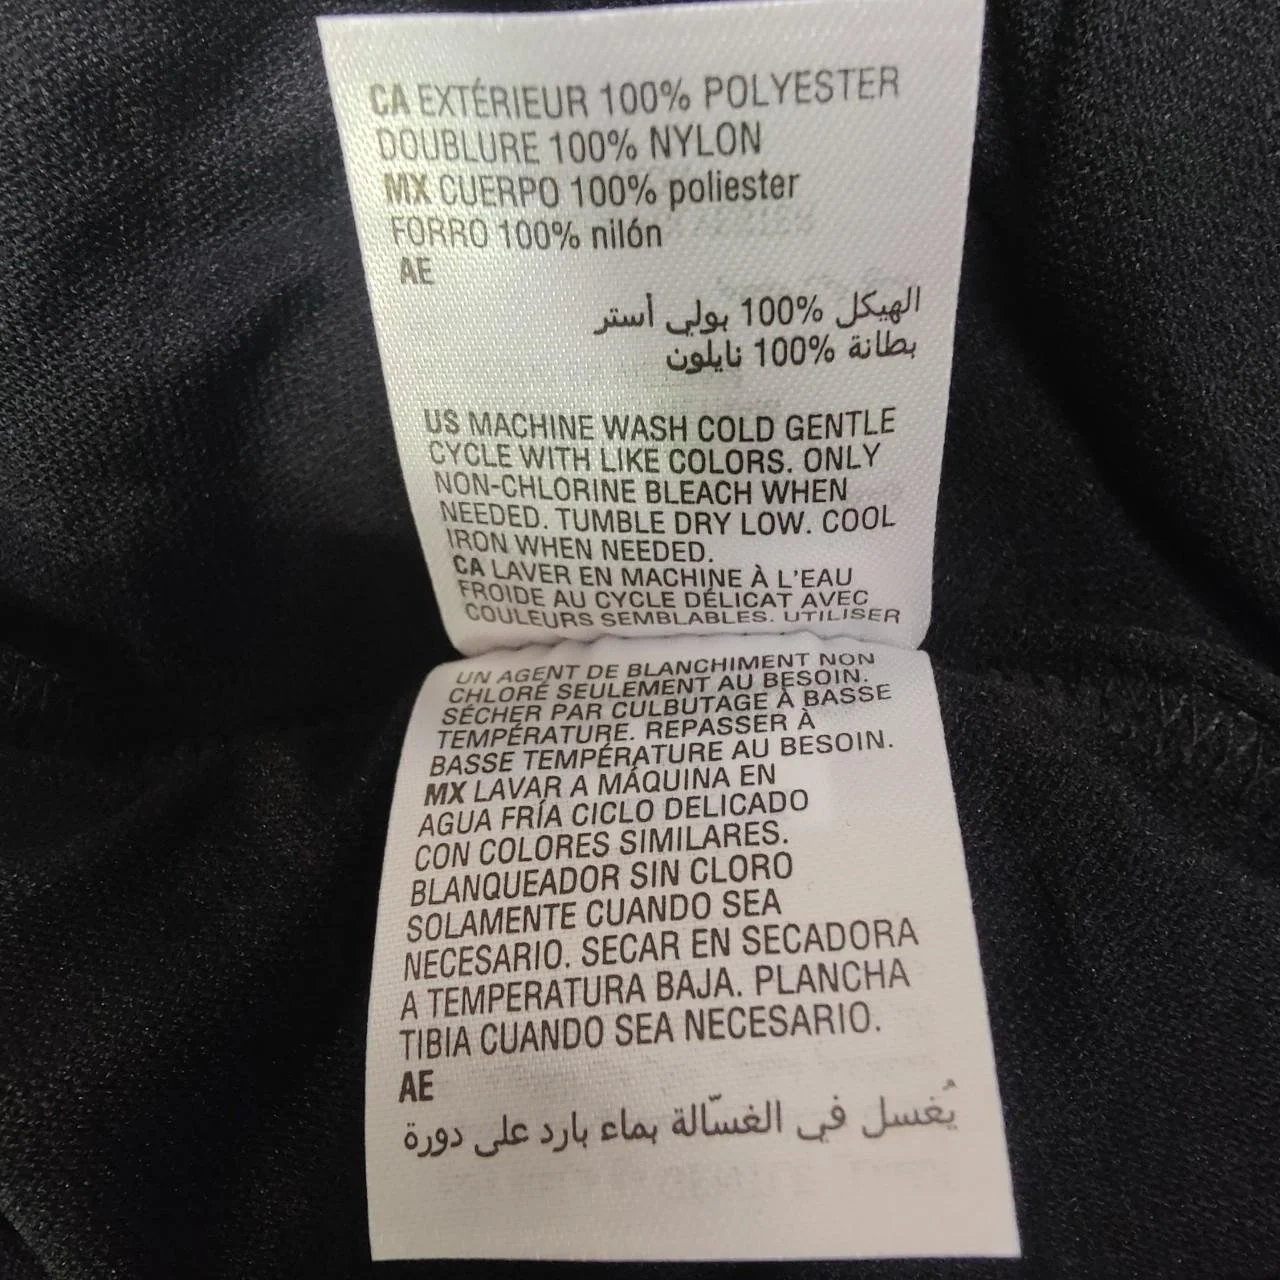 CA EXTÉRIEUR 100% POLYESTER
DOUBLURE 100% NYLON
MX CUERPO 100% poliester
FORRO 100% nilón
AE
الهيكل %100 بولي أستر
بطانة %100 نايلون
US MACHINE WASH COLD GENTLE
CYCLE WITH LIKE COLORS. ONLY
NON-CHLORINE BLEACH WHEN
NEEDED. TUMBLE DRY LOW. COOL
IRON WHEN NEEDED.
CA LAVER EN MACHINE À L'EAU
FROIDE AU CYCLE DÉLICAT AVEC
COULEURS SEMBLABLES. UTILISER
UN AGENT DE BLANCHIMENT NON
CHLORÉ SEULEMENT AU BESOIN.
SÉCHER PAR CULBUTAGE À BASSE
TEMPÉRATURE. REPASSER À
BASSE TEMPÉRATURE AU BESOIN.
MX LAVAR A MÁQUINA EN
AGUA FRÍA CICLO DELICADO
CON COLORES SIMILARES.
BLANQUEADOR SIN CLORO
SOLAMENTE CUANDO SEA
NECESARIO. SECAR EN SECADORA
A TEMPERATURA BAJA. PLANCHA
TIBIA CUANDO SEA NECESARIO.
AE
يُغسل في الغسّالة بماء بارد على دورة